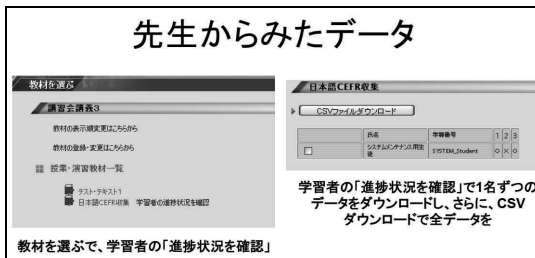 先生からみたデータ
教材を選ぶ
講習会講義3
教材の表示順変更はこちらから
教材の登録・変更はこちらから
授業・演習教材一覧
テスト・テキスト1
日本語CEFR収集 学習者の進捗状況を確認
教材を選ぶで、学習者の「進捗状況を確認」
日本語CEFR収集
CSVファイルダウンロード
氏名 学籍番号 1 2 3
システムメンテナンス用生徒 SYSTEM_Student ○ × ○
学習者の「進捗状況を確認」で1名ずつの
データをダウンロードし、さらに、CSV
ダウンロードで全データを